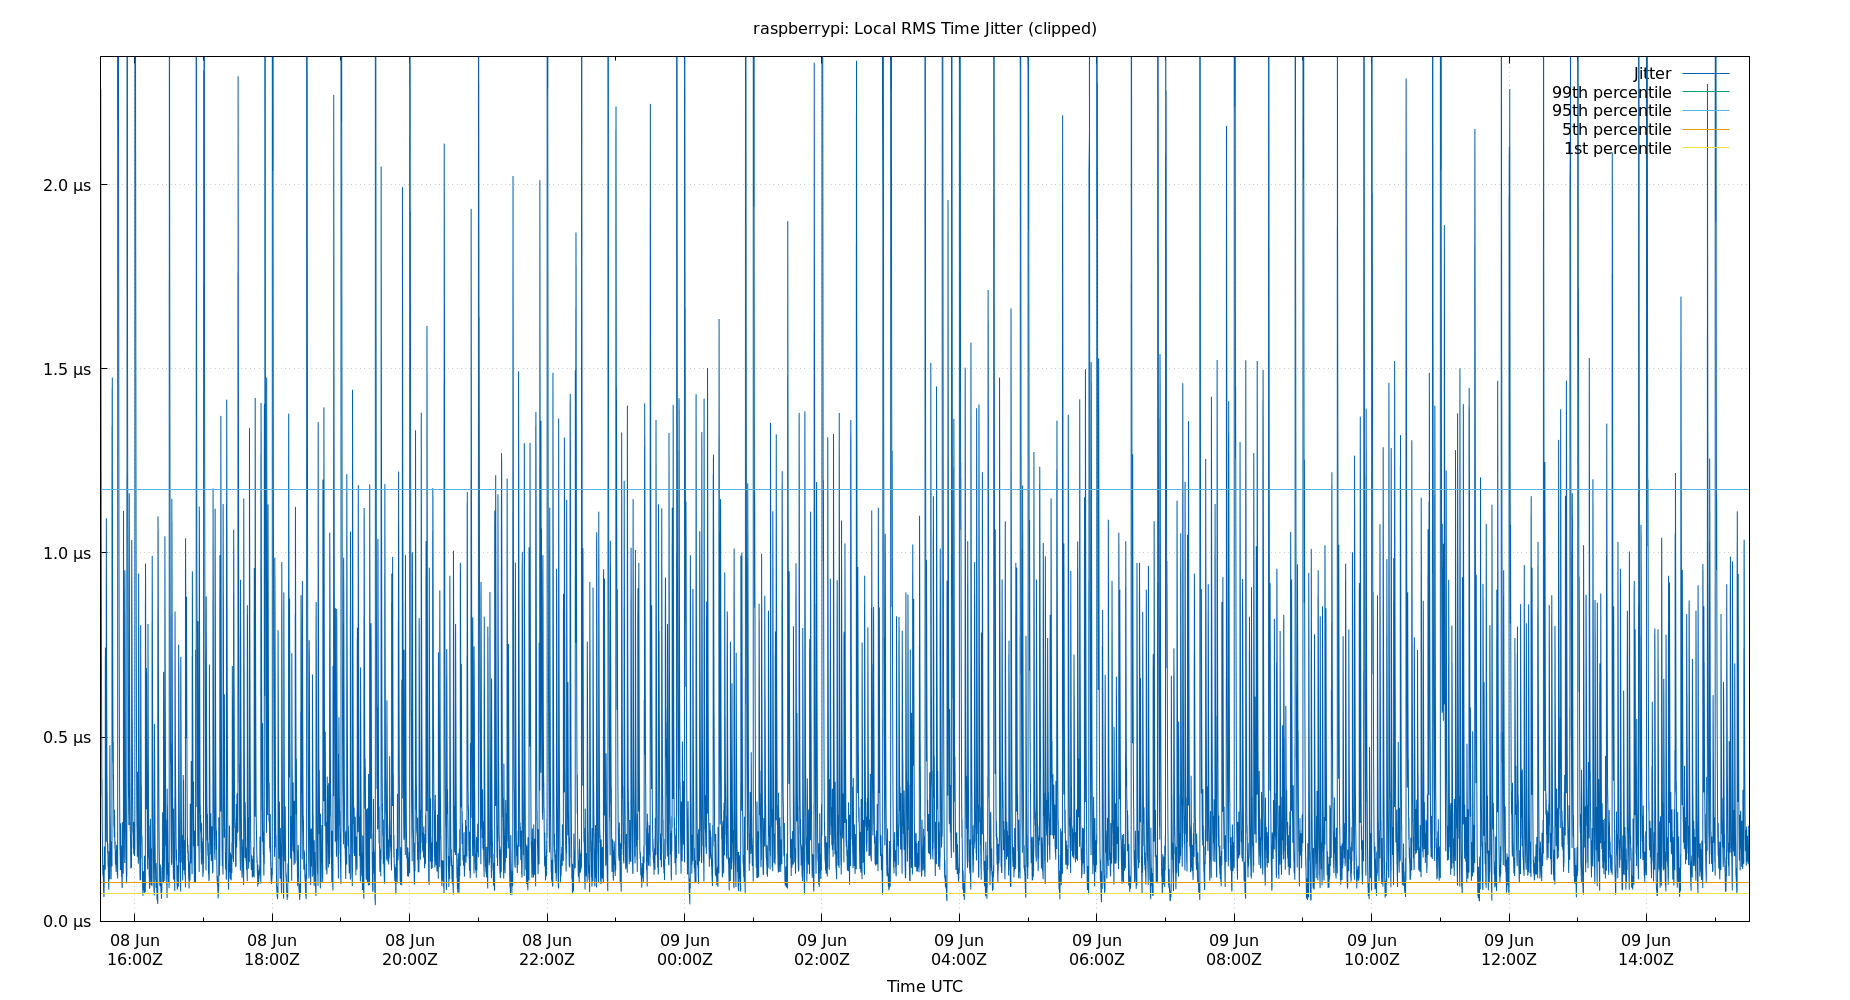 raspberrypi: Local RMS Time Jitter (clipped)
Jitter
99th percentile
95th percentile
5th percentile
1st percentile
2.0 µs
1.5 µs
1.0 µs
0.5 µs
0.0 µs
08 Jun 08 Jun 08 Jun 08 Jun 09 Jun 09 Jun 09 Jun 09 Jun 09 Jun 09 Jun 09 Jun 09 Jun
16:00Z 18:00Z 20:00Z 22:00Z 00:00Z 02:00Z 04:00Z 06:00Z 08:00Z 10:00Z 12:00Z 14:00Z
Time UTC